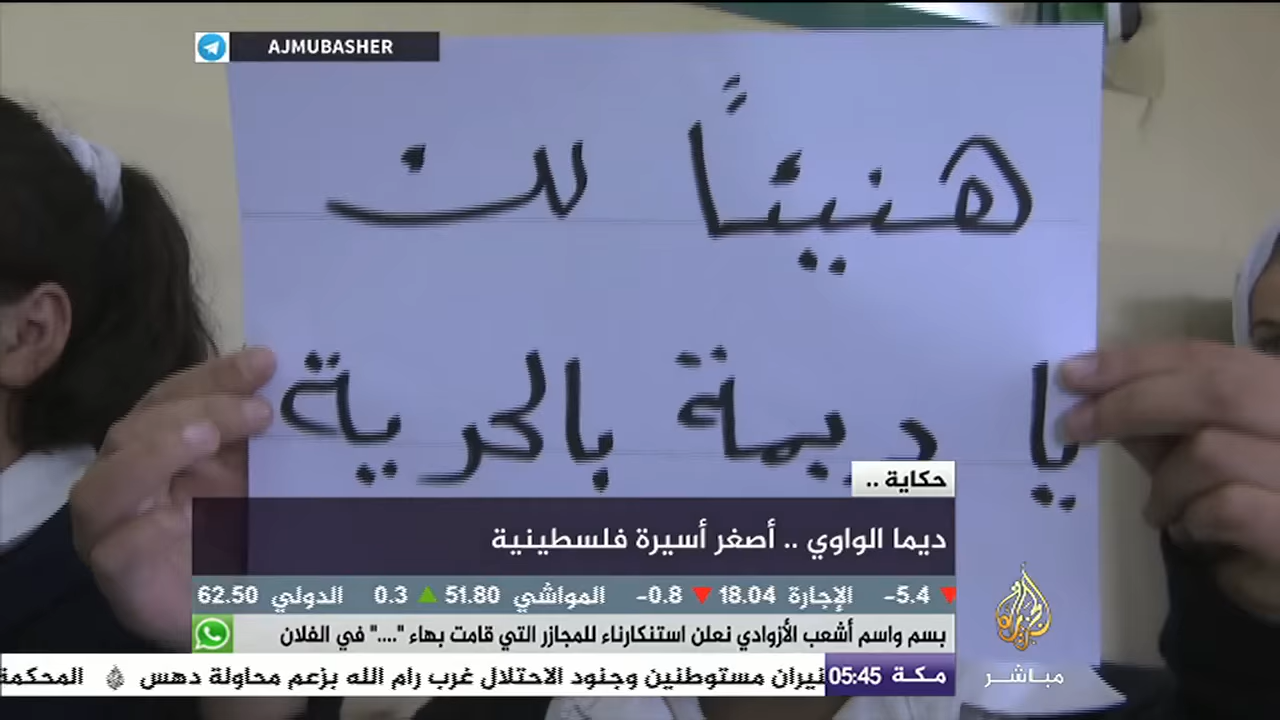 AJMUBASHER
هنيئاً لك
يا ديمة بالحرية
حكاية ..
ديما الواوي .. أصغر أسيرة فلسطينية
5.4- ▼ الإجارة 18.04 ▼ 0.8- المواشي 51.80 ▲ 0.3 الدولي 62.50
بسم واسم أشعب الأزوادي نعلن استنكارناء للمجازر التي قامت بهاء "...." في الفلان
مكة 05:45 نيران مستوطنين وجنود الاحتلال غرب رام الله بزعم محاولة دهس المحكمة
الجزيرة
مباشر